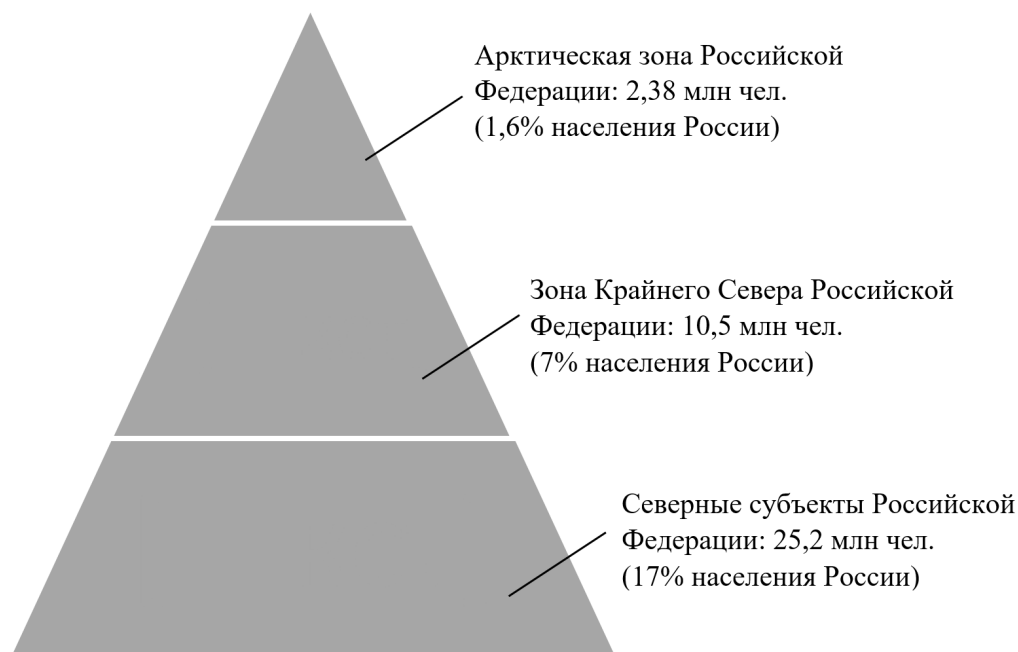 Арктическая зона Российской
Федерации: 2,38 млн чел.
(1,6% населения России)
Зона Крайнего Севера Российской
Федерации: 10,5 млн чел.
(7% населения России)
Северные субъекты Российской
Федерации: 25,2 млн чел.
(17% населения России)